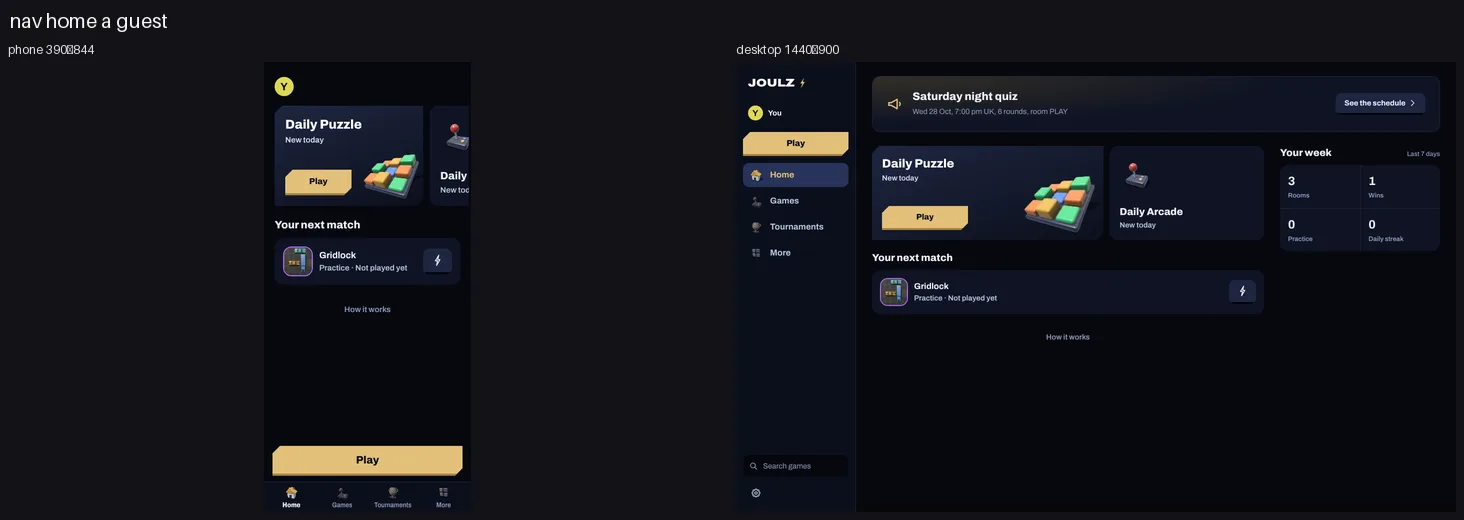 nav home a guest
phone 390▯844
Y
Daily Puzzle
New today
Play
Daily
New tod
Your next match
Gridlock
Practice · Not played yet
How it works
Play
Home
Games
Tournaments
More
desktop 1440▯900
JOULZ
Y
You
Play
Home
Games
Tournaments
More
Search games
Saturday night quiz
Wed 28 Oct, 7:00 pm UK, 6 rounds, room PLAY
See the schedule
Daily Puzzle
New today
Play
Daily Arcade
New today
Your week
Last 7 days
3
Rooms
1
Wins
0
Practice
0
Daily streak
Your next match
Gridlock
Practice · Not played yet
How it works